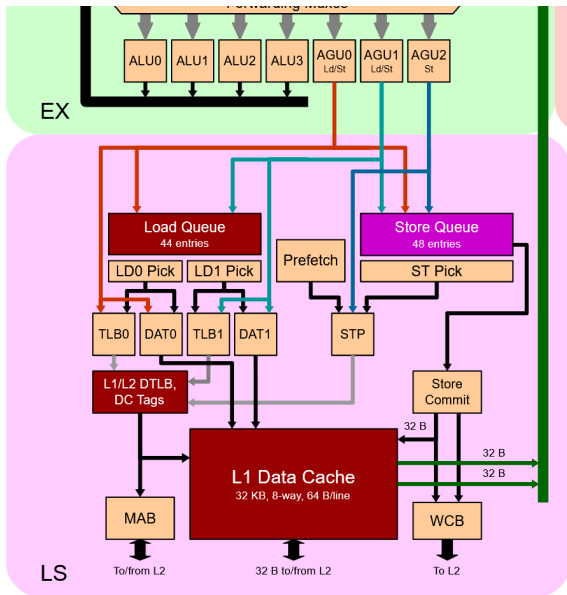 Forwarding Muxes
ALU0
ALU1
ALU2
ALU3
AGU0
Ld/St
AGU1
Ld/St
AGU2
St
EX
Load Queue
44 entries
Store Queue
48 entries
LD0 Pick
LD1 Pick
Prefetch
ST Pick
TLB0
DAT0
TLB1
DAT1
STP
L1/L2 DTLB,
DC Tags
Store
Commit
32 B
L1 Data Cache
32 KB, 8-way, 64 B/line
32 B
32 B
MAB
WCB
LS
To/from L2
32 B to/from L2
To L2